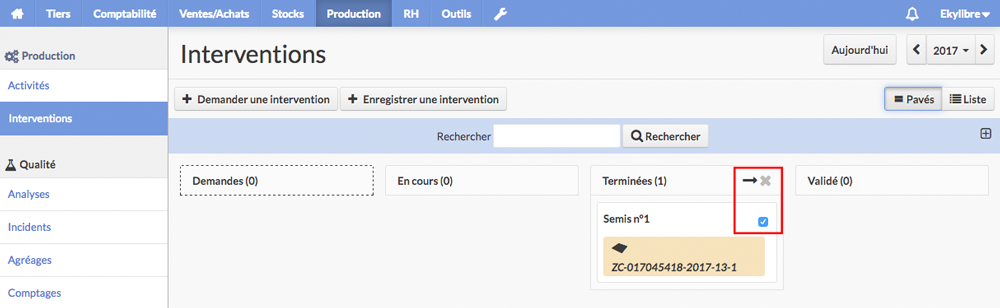 Tiers Comptabilité Ventes/Achats Stocks Production RH Outils Ekylibre
Production
Activités
Interventions
Qualité
Analyses
Incidents
Agréages
Comptages
Interventions
Aujourd'hui 2017
Demander une intervention Enregistrer une intervention Pavés Liste
Rechercher Rechercher
Demandes (0) En cours (0) Terminées (1) Validé (0)
Semis n°1
ZC-017045418-2017-13-1